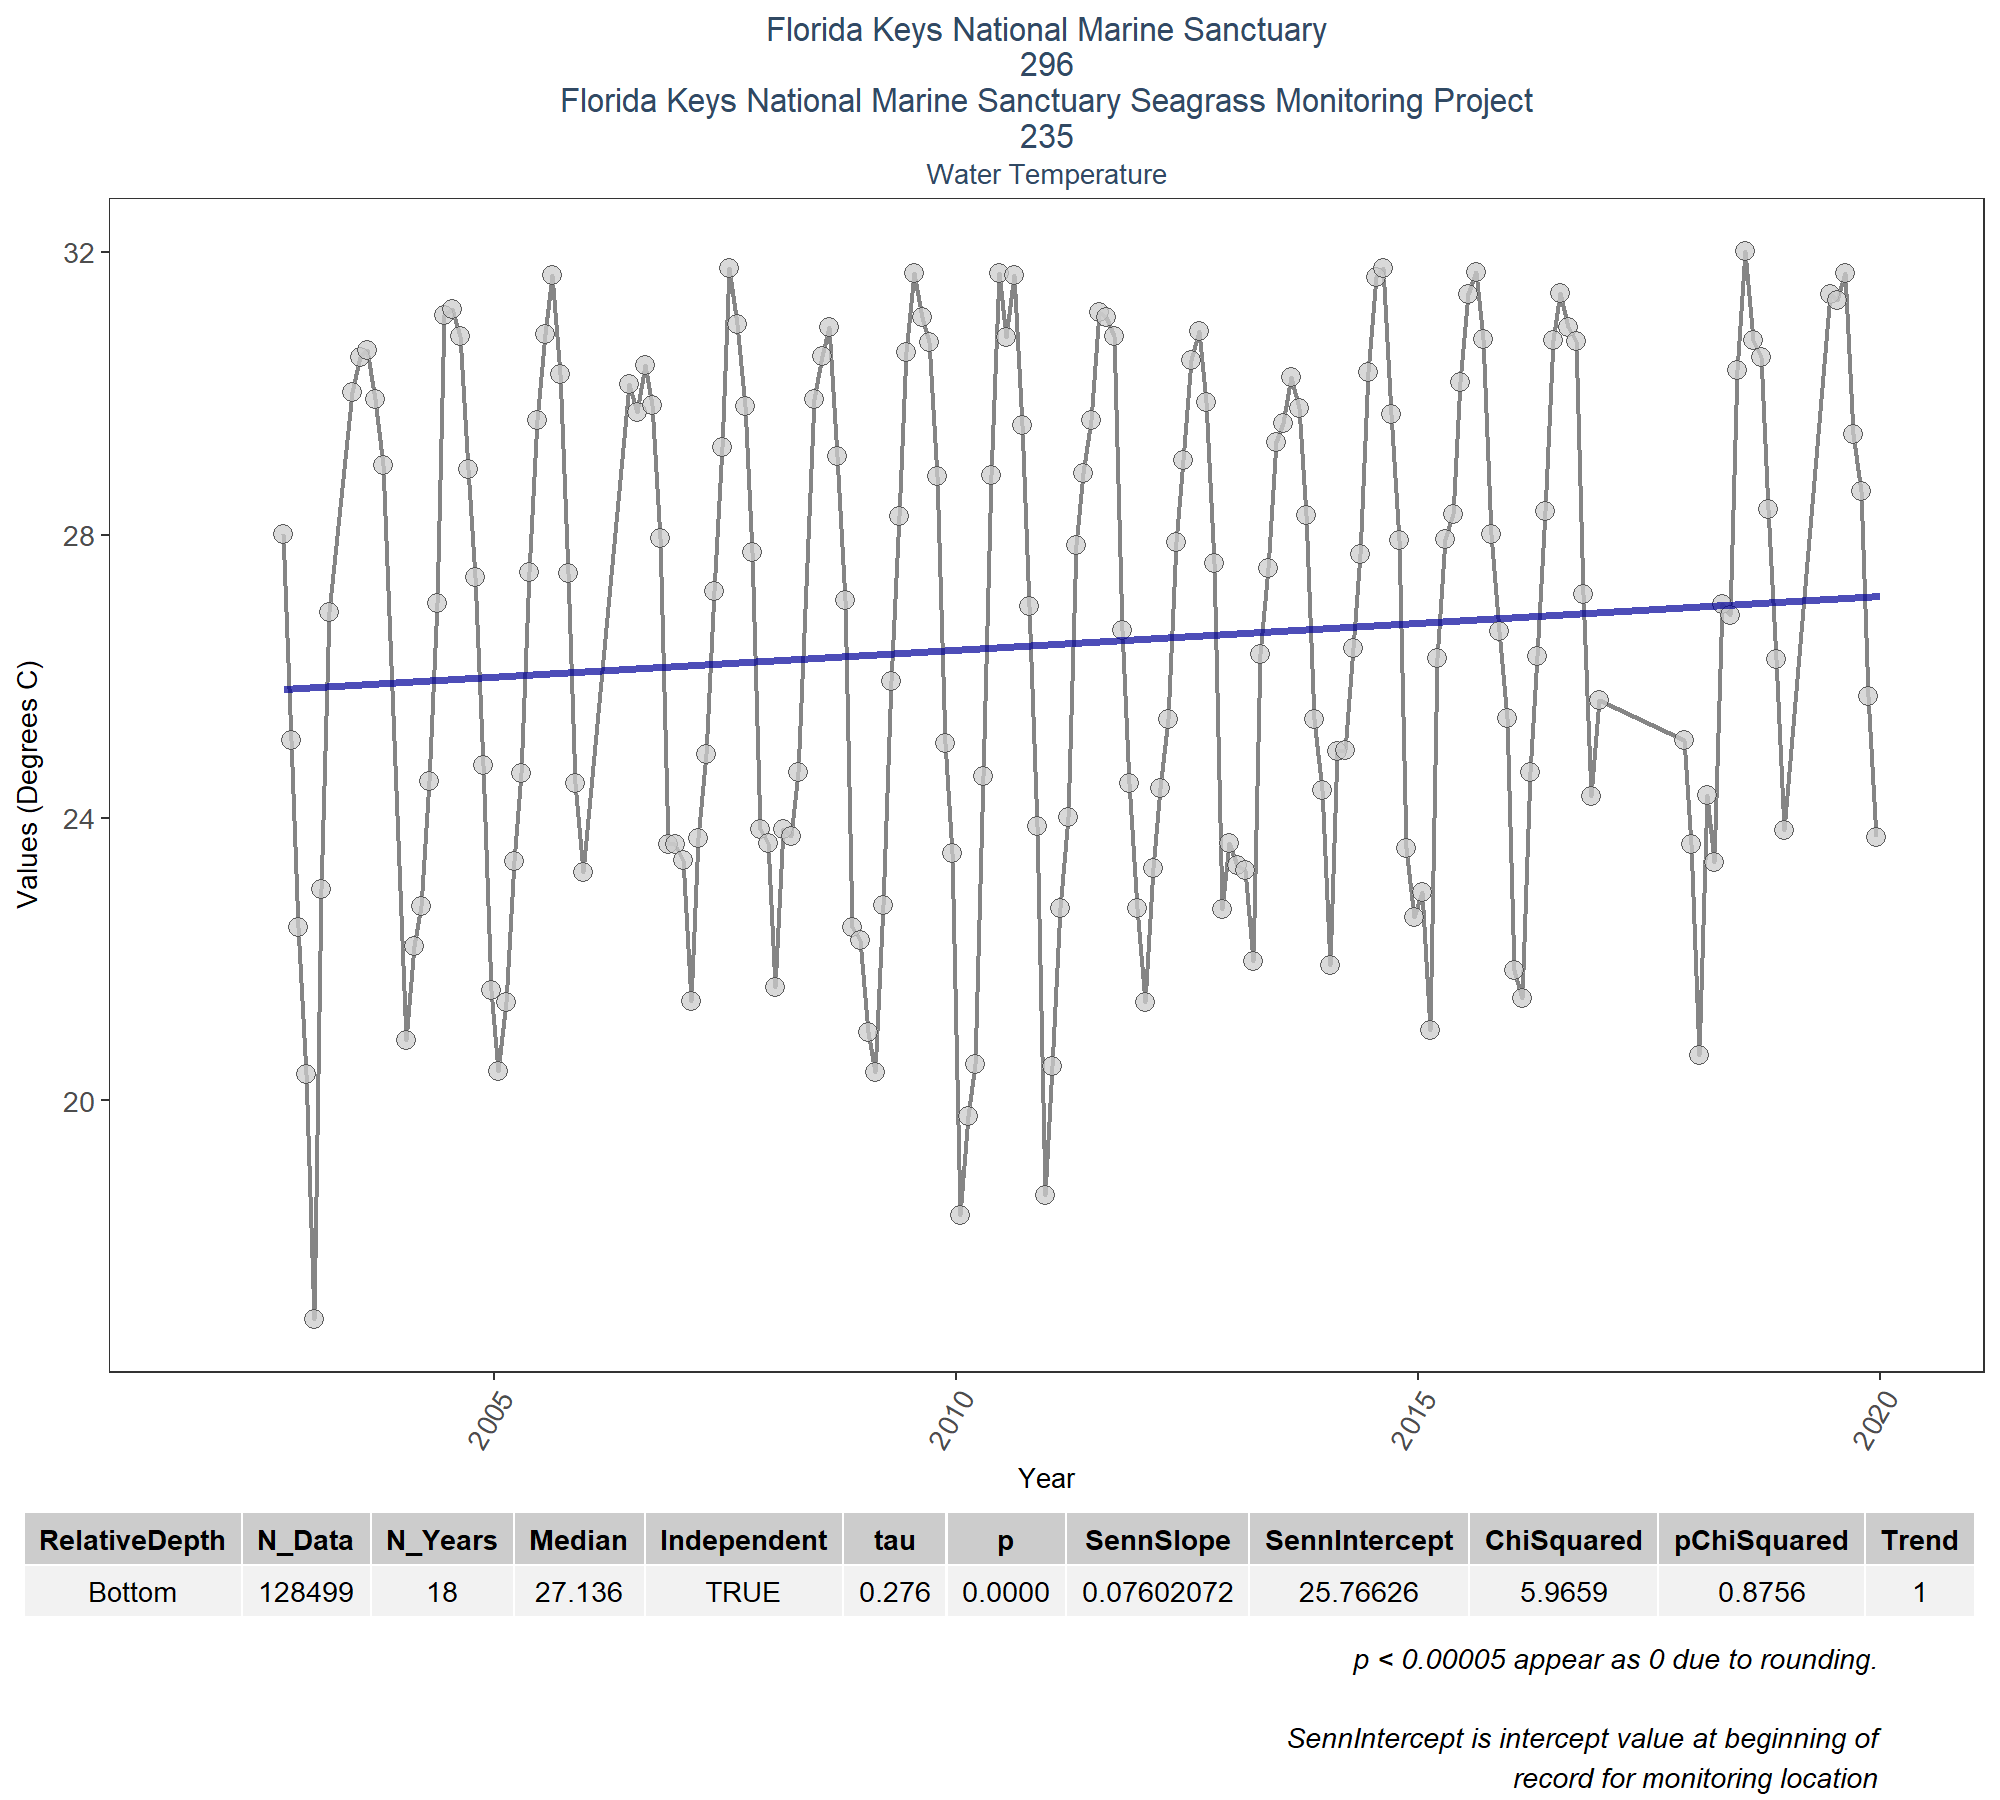 Florida Keys National Marine Sanctuary
296
Florida Keys National Marine Sanctuary Seagrass Monitoring Project
235
Water Temperature
32
28
24
20
Values (Degrees C)
2005 2010 2015 2020
Year
RelativeDepth N_Data N_Years Median Independent tau p SennSlope SennIntercept ChiSquared pChiSquared Trend
Bottom 128499 18 27.136 TRUE 0.276 0.0000 0.07602072 25.76626 5.9659 0.8756 1
p < 0.00005 appear as 0 due to rounding.
SennIntercept is intercept value at beginning of
record for monitoring location